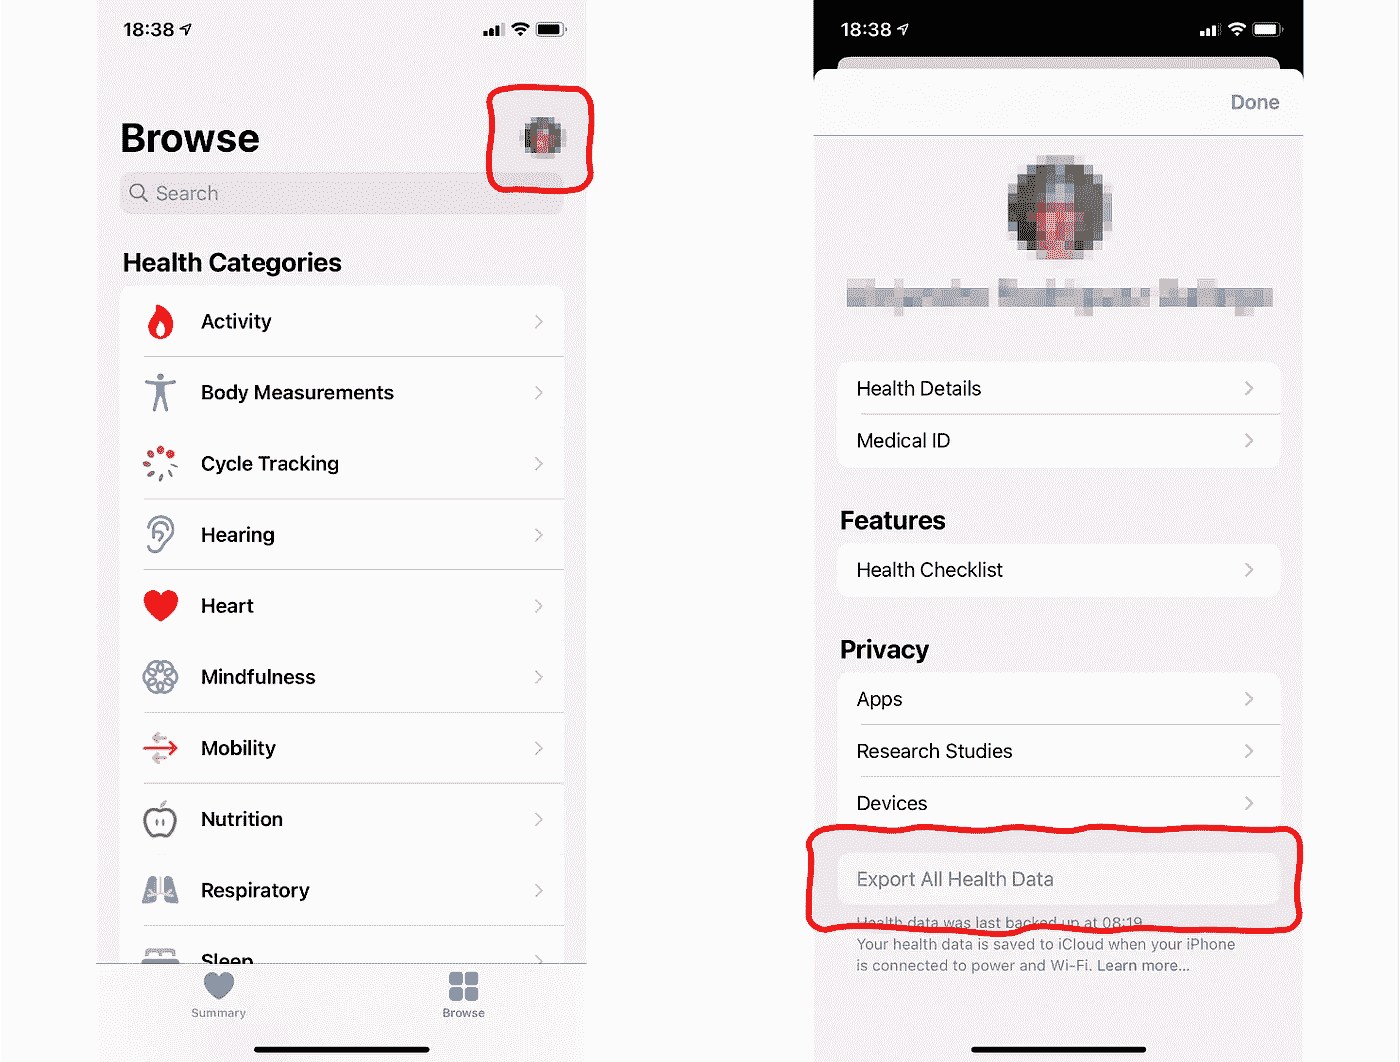 18:38
Browse
Search
Health Categories
Activity
Body Measurements
Cycle Tracking
Hearing
Heart
Mindfulness
Mobility
Nutrition
Respiratory
Sleep
Summary
Browse
18:38
Done
Health Details
Medical ID
Features
Health Checklist
Privacy
Apps
Research Studies
Devices
Export All Health Data
Health data was last backed up at 08:19
Your health data is saved to iCloud when your iPhone
is connected to power and Wi-Fi. Learn more...